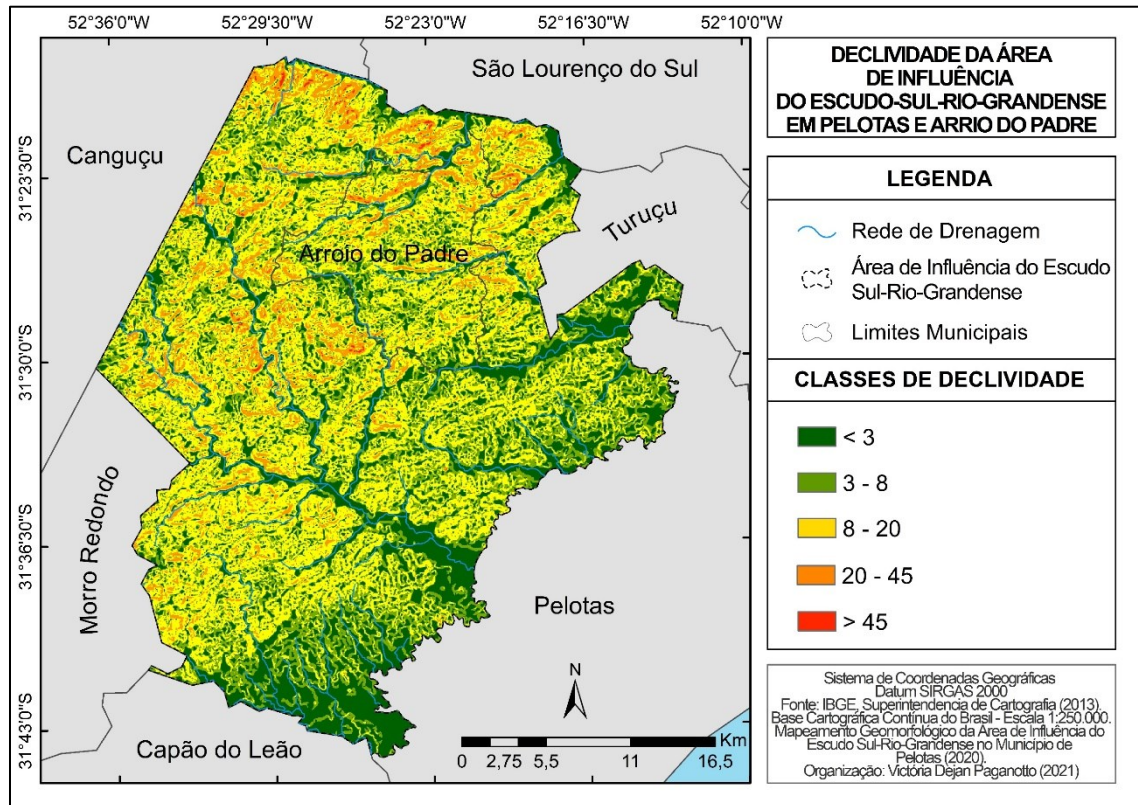 52°36'0"W 52°29'30"W 52°23'0"W 52°16'30"W 52°10'0"W
31°23'30"S
31°30'0"S
31°36'30"S
31°43'0"S
São Lourenço do Sul
Canguçu
Turuçu
Arroio do Padre
Morro Redondo
Pelotas
Capão do Leão
N
Km
0 2,75 5,5 11 16,5
DECLIVIDADE DA ÁREA
DE INFLUÊNCIA
DO ESCUDO-SUL-RIO-GRANDENSE
EM PELOTAS E ARRIO DO PADRE
LEGENDA
Rede de Drenagem
Área de Influência do Escudo
Sul-Rio-Grandense
Limites Municipais
CLASSES DE DECLIVIDADE
< 3
3 - 8
8 - 20
20 - 45
> 45
Sistema de Coordenadas Geográficas
Datum SIRGAS 2000
Fonte: IBGE, Superintendencia de Cartografia (2013).
Base Cartográfica Contínua do Brasil - Escala 1:250.000.
Mapeamento Geomorfológico da Área de Influência do
Escudo Sul-Rio-Grandense no Município de
Pelotas (2020).
Organização: Victória Dejan Paganotto (2021)